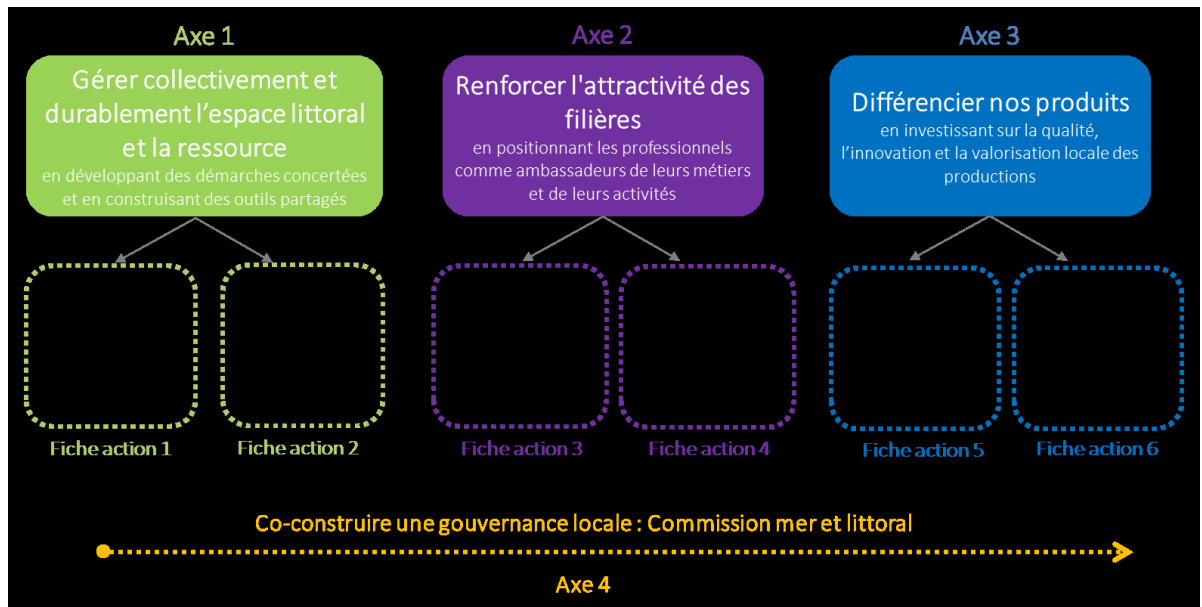 Axe 1
Gérer collectivement et
durablement l’espace littoral
et la ressource
en développant des démarches concertées
et en construisant des outils partagés
Axe 2
Renforcer l'attractivité des
filières
en positionnant les professionnels
comme ambassadeurs de leurs métiers
et de leurs activités
Axe 3
Différencier nos produits
en investissant sur la qualité,
l’innovation et la valorisation locale des
productions
Fiche action 1
Fiche action 2
Fiche action 3
Fiche action 4
Fiche action 5
Fiche action 6
Co-construire une gouvernance locale : Commission mer et littoral
Axe 4